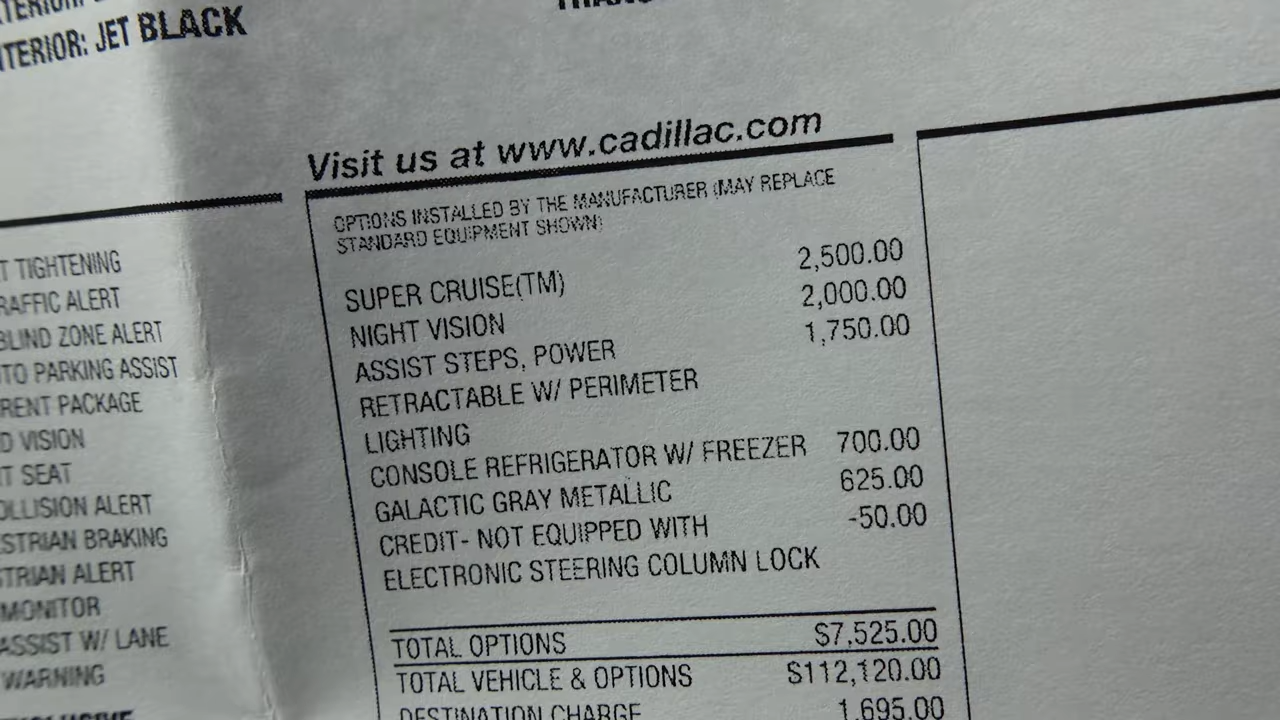 TERIOR: JET BLACK
Visit us at www.cadillac.com
OPTIONS INSTALLED BY THE MANUFACTURER (MAY REPLACE
STANDARD EQUIPMENT SHOWN)
SUPER CRUISE(TM) 2,500.00
NIGHT VISION 2,000.00
ASSIST STEPS, POWER 1,750.00
RETRACTABLE W/ PERIMETER
LIGHTING
CONSOLE REFRIGERATOR W/ FREEZER 700.00
GALACTIC GRAY METALLIC 625.00
CREDIT- NOT EQUIPPED WITH -50.00
ELECTRONIC STEERING COLUMN LOCK
TOTAL OPTIONS $7,525.00
TOTAL VEHICLE & OPTIONS $112,120.00
DESTINATION CHARGE 1,695.00
T TIGHTENING
RAFFIC ALERT
BLIND ZONE ALERT
TO PARKING ASSIST
RENT PACKAGE
D VISION
T SEAT
OLLISION ALERT
STRIAN BRAKING
TRIAN ALERT
MONITOR
ASSIST W/ LANE
WARNING